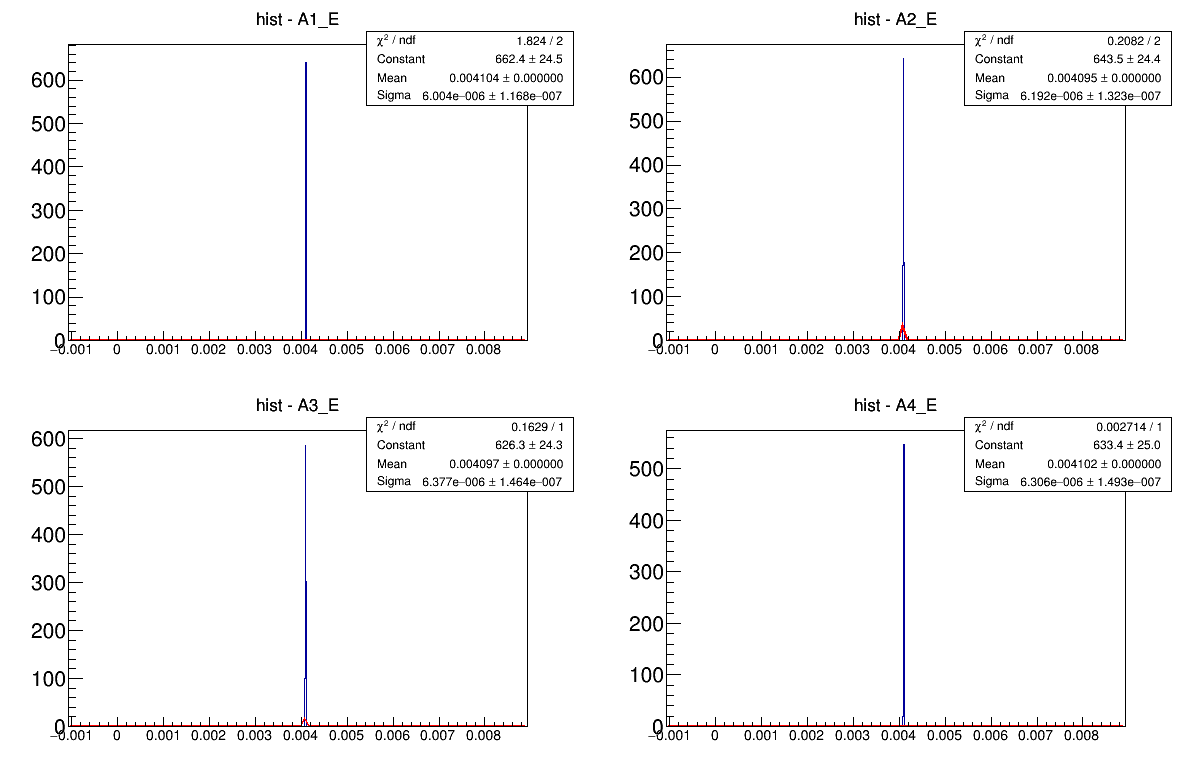 hist - A1_E
χ² / ndf 1.824 / 2
Constant 662.4 ± 24.5
Mean 0.004104 ± 0.000000
Sigma 6.004e−006 ± 1.168e−007
600
500
400
300
200
100
0
−0.001 0 0.001 0.002 0.003 0.004 0.005 0.006 0.007 0.008
hist - A2_E
χ² / ndf 0.2082 / 2
Constant 643.5 ± 24.4
Mean 0.004095 ± 0.000000
Sigma 6.192e−006 ± 1.323e−007
600
500
400
300
200
100
0
−0.001 0 0.001 0.002 0.003 0.004 0.005 0.006 0.007 0.008
hist - A3_E
χ² / ndf 0.1629 / 1
Constant 626.3 ± 24.3
Mean 0.004097 ± 0.000000
Sigma 6.377e−006 ± 1.464e−007
600
500
400
300
200
100
0
−0.001 0 0.001 0.002 0.003 0.004 0.005 0.006 0.007 0.008
hist - A4_E
χ² / ndf 0.002714 / 1
Constant 633.4 ± 25.0
Mean 0.004102 ± 0.000000
Sigma 6.306e−006 ± 1.493e−007
500
400
300
200
100
0
−0.001 0 0.001 0.002 0.003 0.004 0.005 0.006 0.007 0.008